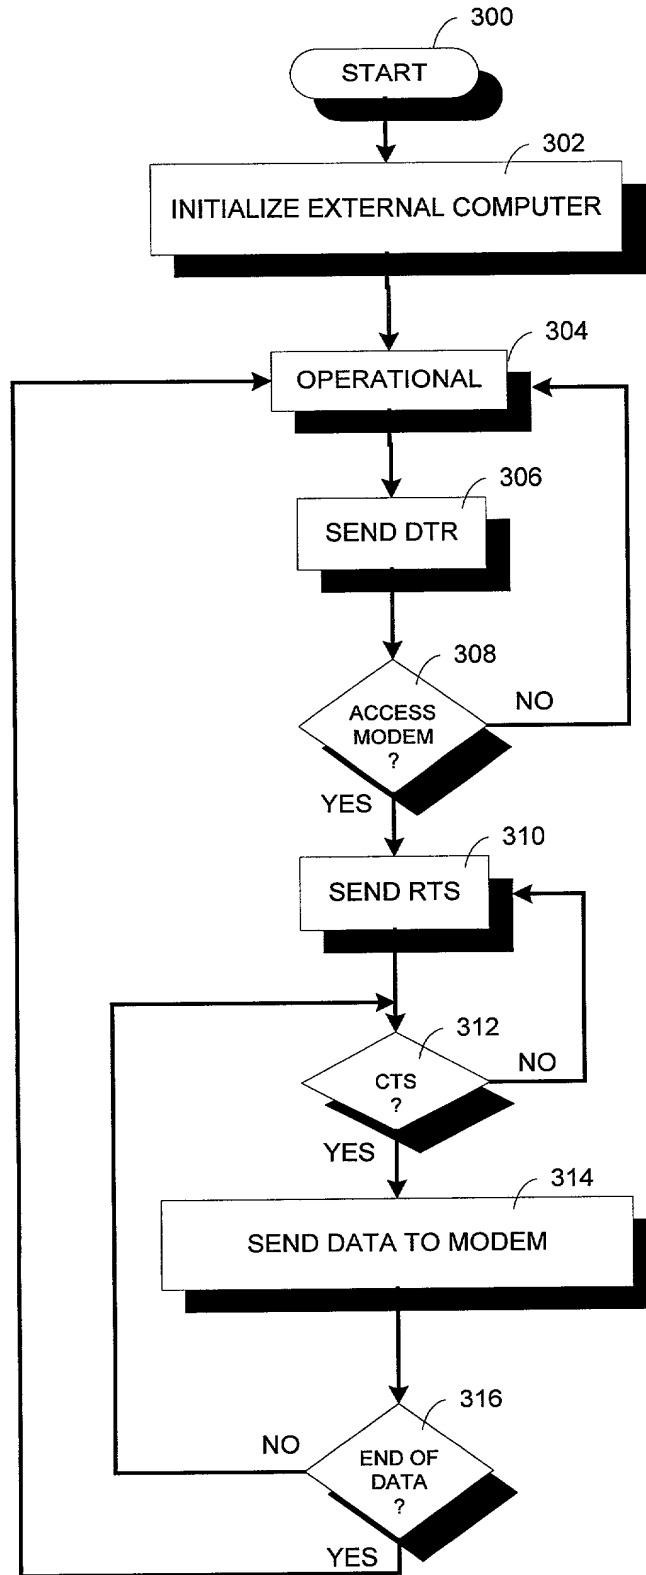 300
START
302
INITIALIZE EXTERNAL COMPUTER
304
OPERATIONAL
306
SEND DTR
308
ACCESS
MODEM
?
NO
YES
310
SEND RTS
312
CTS
?
NO
YES
314
SEND DATA TO MODEM
316
END OF
DATA
?
NO
YES